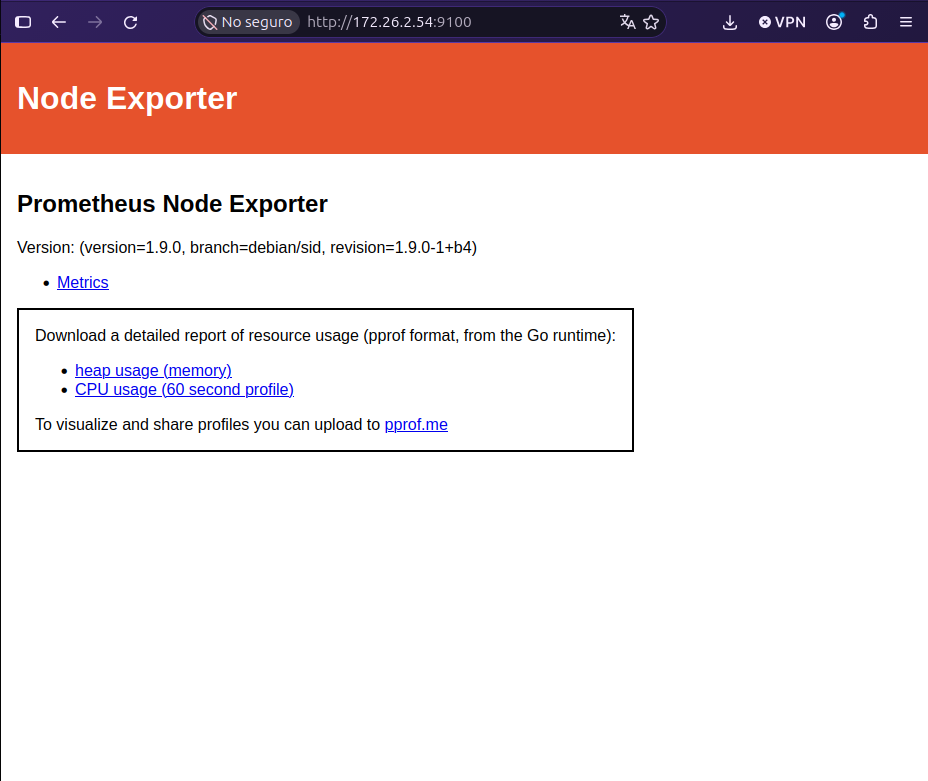 No seguro http://172.26.2.54:9100 VPN
Node Exporter
Prometheus Node Exporter
Version: (version=1.9.0, branch=debian/sid, revision=1.9.0-1+b4)
Metrics
Download a detailed report of resource usage (pprof format, from the Go runtime):
heap usage (memory)
CPU usage (60 second profile)
To visualize and share profiles you can upload to pprof.me